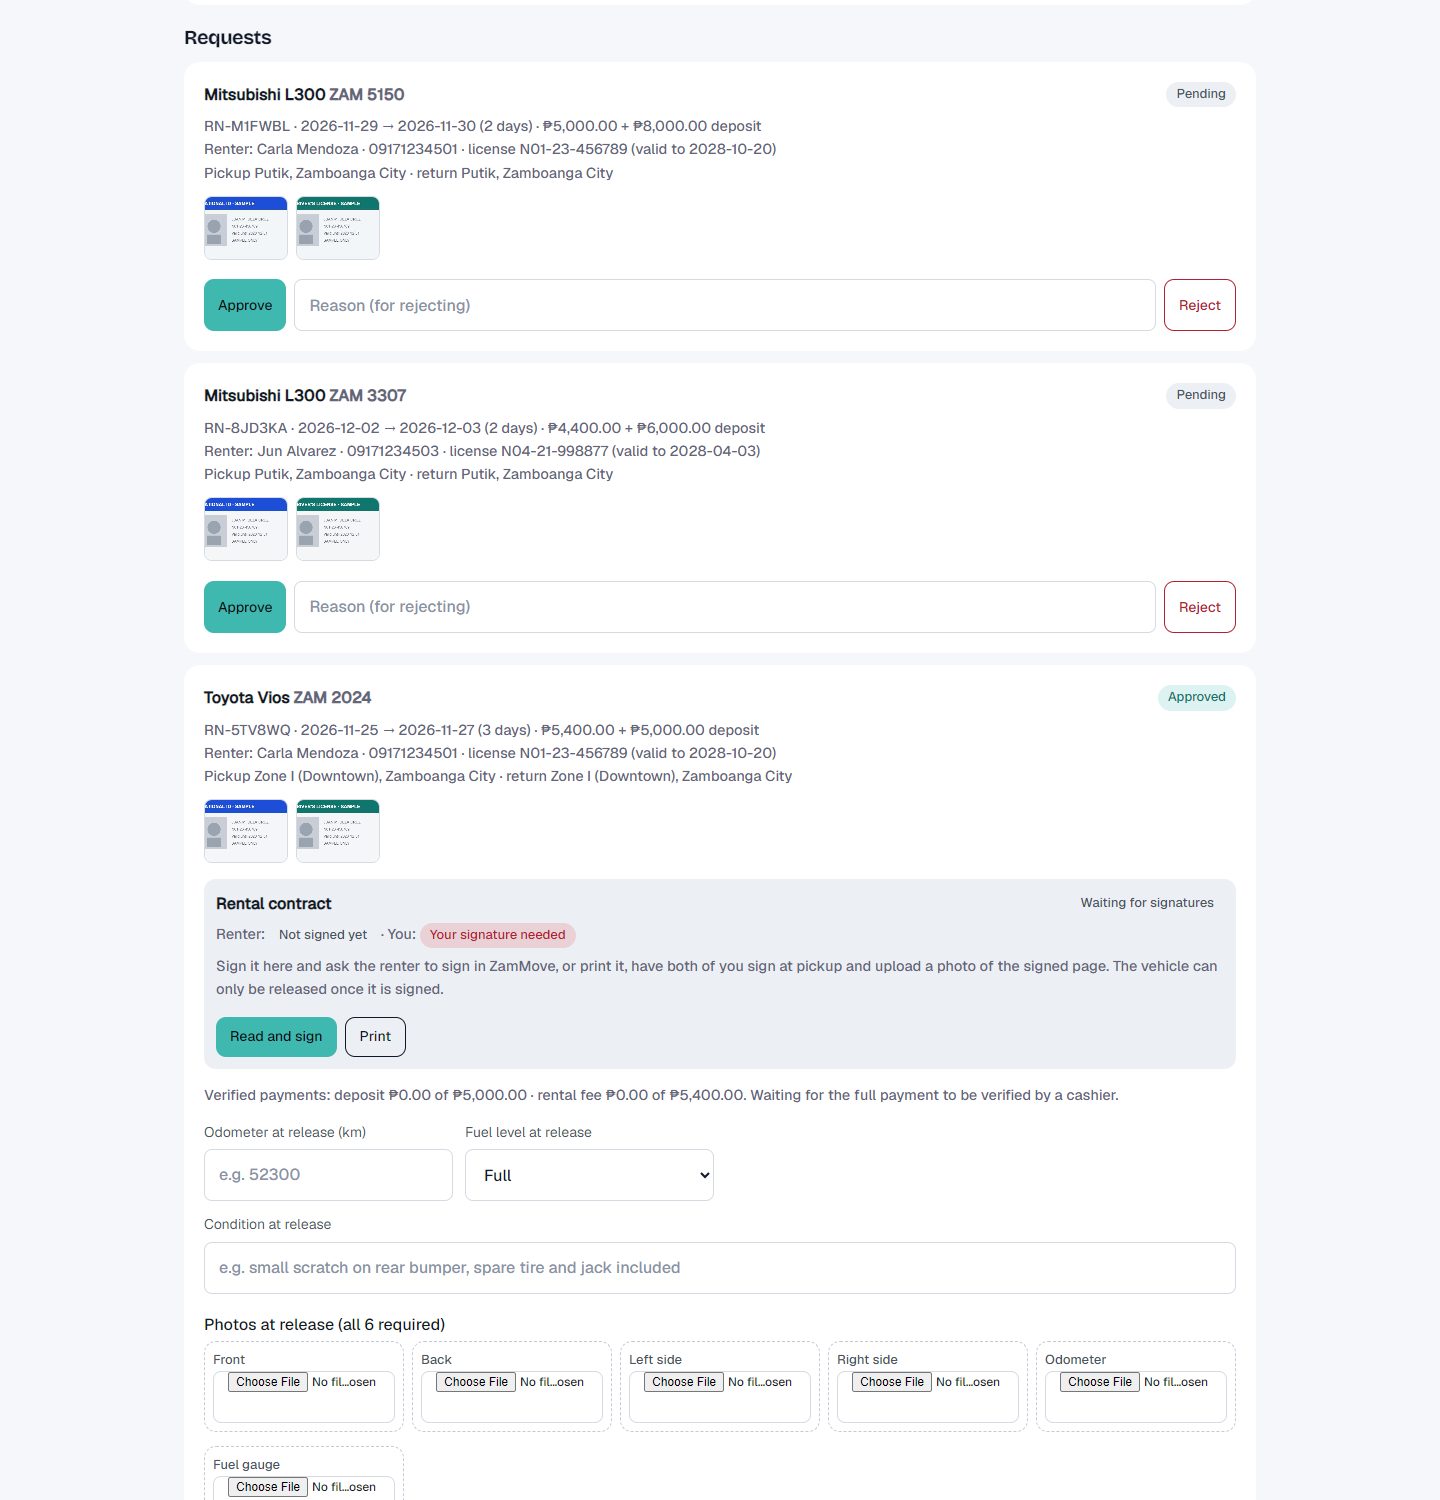 Requests
Mitsubishi L300 ZAM 5150
Pending
RN-M1FWBL · 2026-11-29 → 2026-11-30 (2 days) · ₱5,000.00 + ₱8,000.00 deposit
Renter: Carla Mendoza · 09171234501 · license N01-23-456789 (valid to 2028-10-20)
Pickup Putik, Zamboanga City · return Putik, Zamboanga City
Approve
Reason (for rejecting)
Reject
Mitsubishi L300 ZAM 3307
Pending
RN-8JD3KA · 2026-12-02 → 2026-12-03 (2 days) · ₱4,400.00 + ₱6,000.00 deposit
Renter: Jun Alvarez · 09171234503 · license N04-21-998877 (valid to 2028-04-03)
Pickup Putik, Zamboanga City · return Putik, Zamboanga City
Approve
Reason (for rejecting)
Reject
Toyota Vios ZAM 2024
Approved
RN-5TV8WQ · 2026-11-25 → 2026-11-27 (3 days) · ₱5,400.00 + ₱5,000.00 deposit
Renter: Carla Mendoza · 09171234501 · license N01-23-456789 (valid to 2028-10-20)
Pickup Zone I (Downtown), Zamboanga City · return Zone I (Downtown), Zamboanga City
Rental contract
Waiting for signatures
Renter: Not signed yet · You: Your signature needed
Sign it here and ask the renter to sign in ZamMove, or print it, have both of you sign at pickup and upload a photo of the signed page. The vehicle can
only be released once it is signed.
Read and sign
Print
Verified payments: deposit ₱0.00 of ₱5,000.00 · rental fee ₱0.00 of ₱5,400.00. Waiting for the full payment to be verified by a cashier.
Odometer at release (km)
Fuel level at release
e.g. 52300
Full
Condition at release
e.g. small scratch on rear bumper, spare tire and jack included
Photos at release (all 6 required)
Front
Back
Left side
Right side
Odometer
Choose File No fil...osen
Choose File No fil...osen
Choose File No fil...osen
Choose File No fil...osen
Choose File No fil...osen
Fuel gauge
Choose File No fil...osen